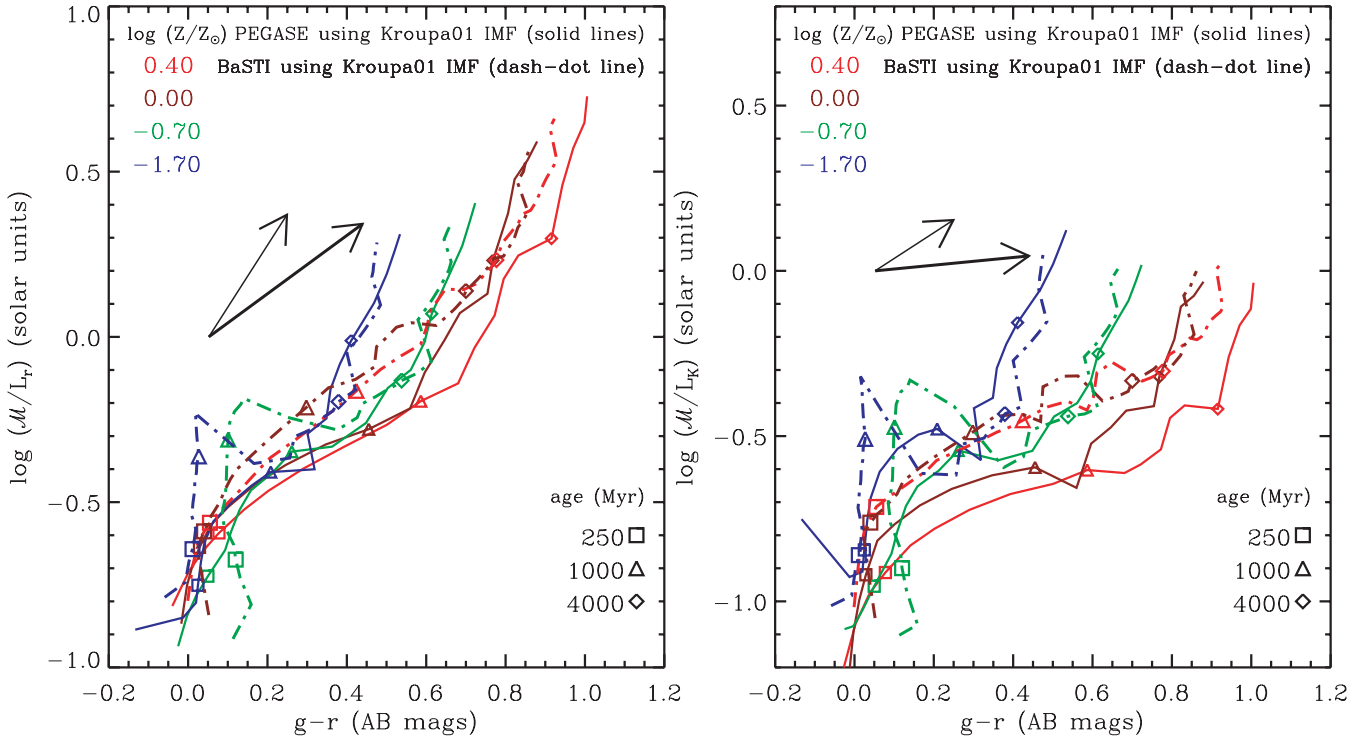 log (Z/Z⊙) PEGASE using Kroupa01 IMF (solid lines)
0.40 BaSTI using Kroupa01 IMF (dash-dot line)
0.00
−0.70
−1.70
age (Myr)
250
1000
4000
1.0
0.5
0.0
−0.5
−1.0
−0.2 0.0 0.2 0.4 0.6 0.8 1.0 1.2
g−r (AB mags)
log (M/Lr) (solar units)
log (Z/Z⊙) PEGASE using Kroupa01 IMF (solid lines)
0.40 BaSTI using Kroupa01 IMF (dash-dot line)
0.00
−0.70
−1.70
age (Myr)
250
1000
4000
0.5
0.0
−0.5
−1.0
−0.2 0.0 0.2 0.4 0.6 0.8 1.0 1.2
g−r (AB mags)
log (M/LK) (solar units)